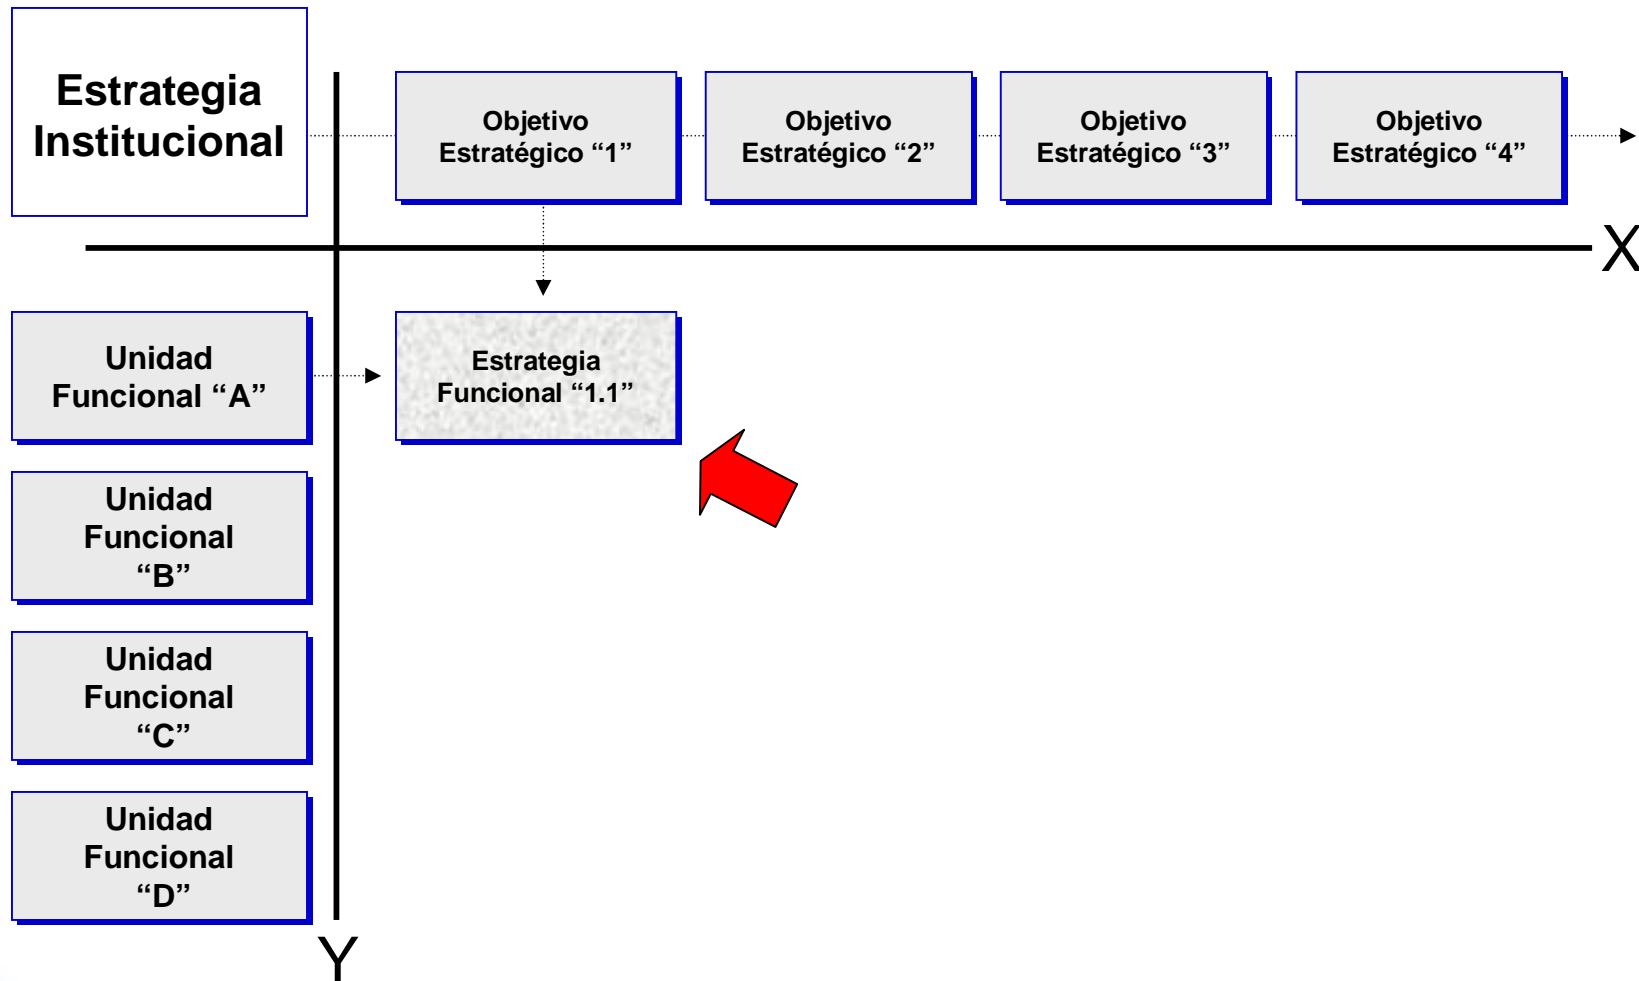 Estrategia
Institucional
Objetivo
Estratégico “1”
Objetivo
Estratégico “2”
Objetivo
Estratégico “3”
Objetivo
Estratégico “4”
X
Unidad
Funcional “A”
Estrategia
Funcional “1.1”
Unidad
Funcional
“B”
Unidad
Funcional
“C”
Unidad
Funcional
“D”
Y